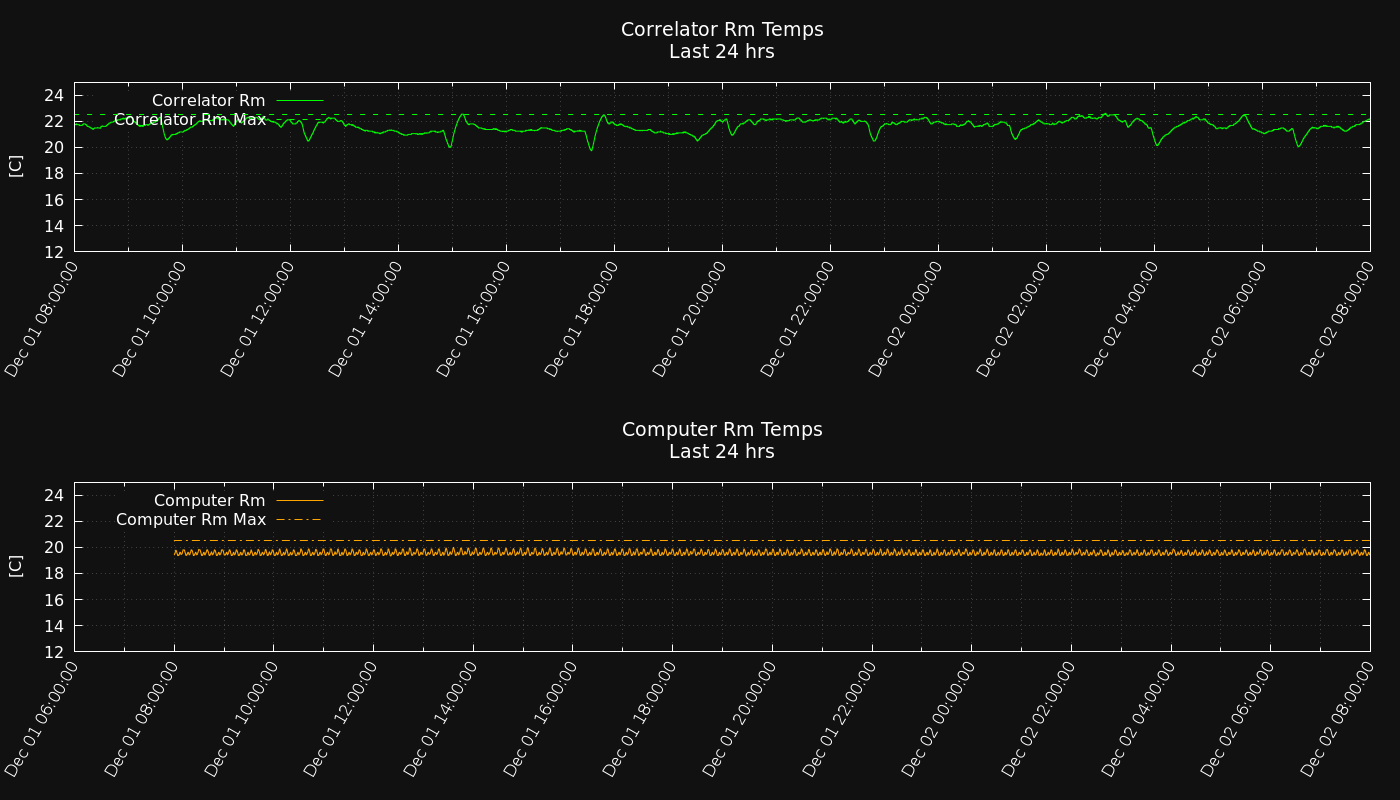 Correlator Rm Temps
Last 24 hrs
Correlator Rm
Correlator Rm Max
[C]
24
22
20
18
16
14
12
Dec 01 08:00:00
Dec 01 10:00:00
Dec 01 12:00:00
Dec 01 14:00:00
Dec 01 16:00:00
Dec 01 18:00:00
Dec 01 20:00:00
Dec 01 22:00:00
Dec 02 00:00:00
Dec 02 02:00:00
Dec 02 04:00:00
Dec 02 06:00:00
Dec 02 08:00:00
Computer Rm Temps
Last 24 hrs
Computer Rm
Computer Rm Max
[C]
24
22
20
18
16
14
12
Dec 01 06:00:00
Dec 01 08:00:00
Dec 01 10:00:00
Dec 01 12:00:00
Dec 01 14:00:00
Dec 01 16:00:00
Dec 01 18:00:00
Dec 01 20:00:00
Dec 01 22:00:00
Dec 02 00:00:00
Dec 02 02:00:00
Dec 02 04:00:00
Dec 02 06:00:00
Dec 02 08:00:00